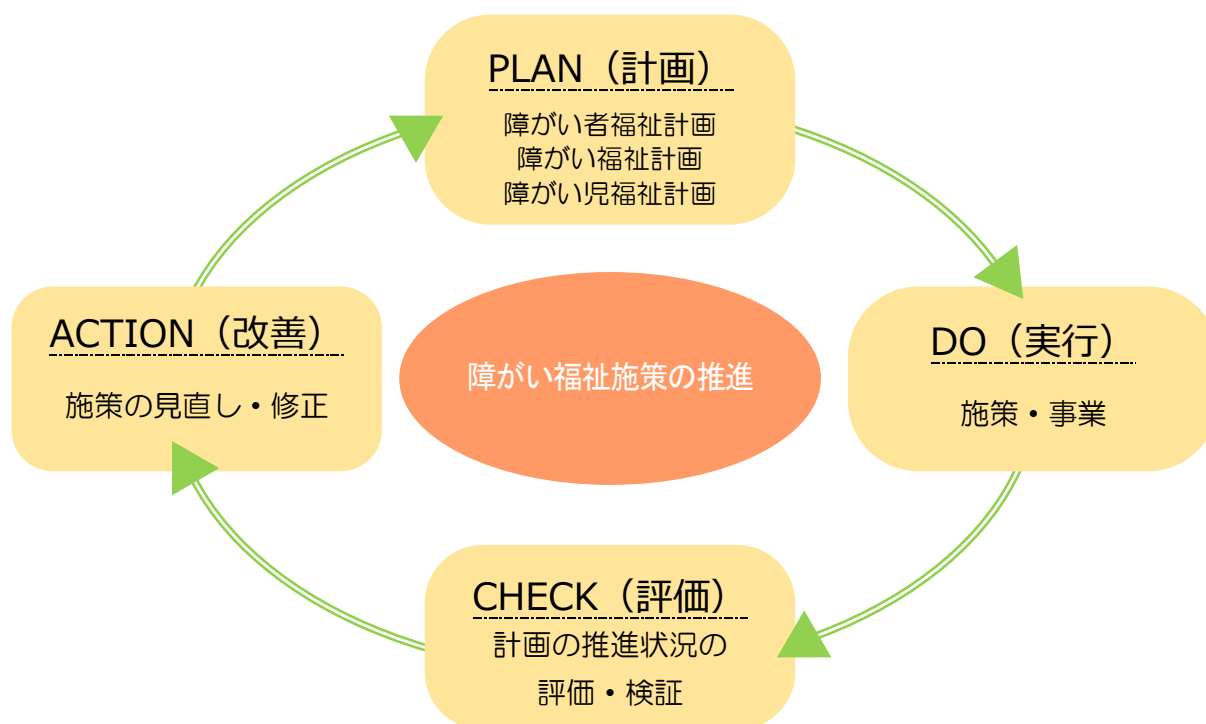 PLAN（計画）
障がい者福祉計画
障がい福祉計画
障がい児福祉計画
ACTION（改善）
施策の見直し・修正
障がい福祉施策の推進
DO（実行）
施策・事業
CHECK（評価）
計画の推進状況の
評価・検証